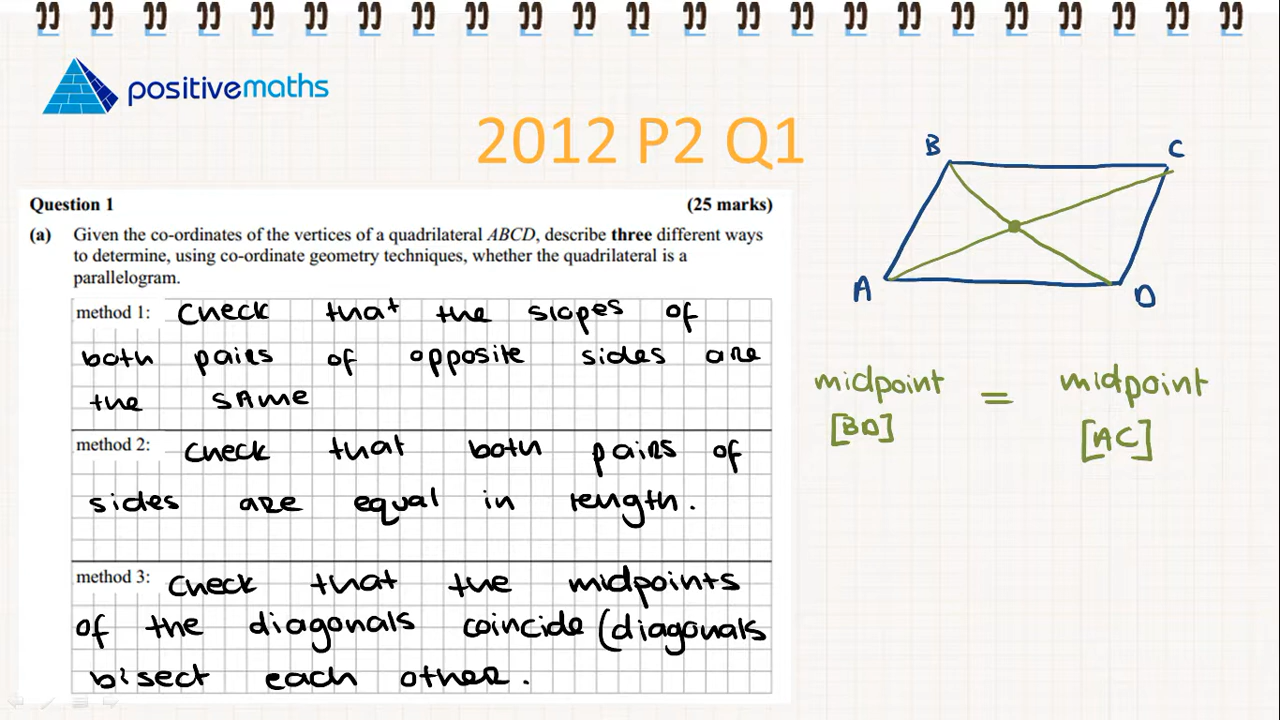 positivemaths
2012 P2 Q1
Question 1 (25 marks)
(a) Given the co-ordinates of the vertices of a quadrilateral ABCD, describe three different ways
to determine, using co-ordinate geometry techniques, whether the quadrilateral is a
parallelogram.
method 1: Check that the slopes of
both pairs of opposite sides are
the same
method 2: Check that both pairs of
sides are equal in length.
method 3: Check that the midpoints
of the diagonals coincide (diagonals
bisect each other.
B C
A D
midpoint = midpoint
[BD] [AC]